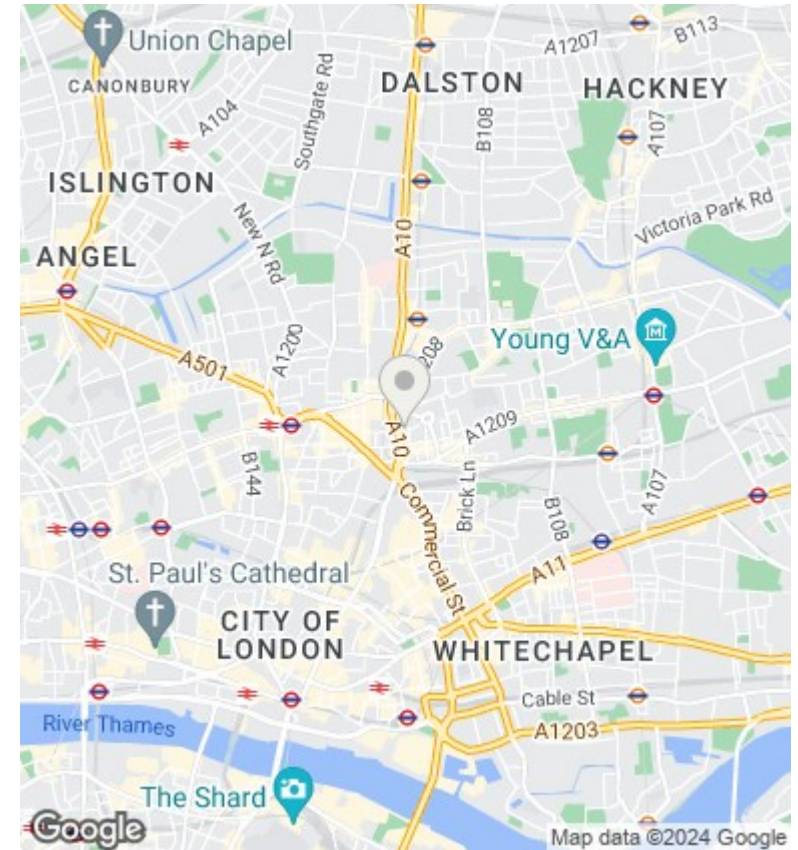 Union Chapel
CANONBURY
A104
Southgate Rd
DALSTON
A1207
B113
HACKNEY
B108
A107
ISLINGTON
New N Rd
A10
Victoria Park Rd
ANGEL
A501
A1200
Young V&A
A10
A1209
B144
Brick Ln
Commercial St
B108
A107
A11
St. Paul's Cathedral
CITY OF
LONDON
WHITECHAPEL
Cable St
A1203
River Thames
The Shard
Google
Map data ©2024 Google